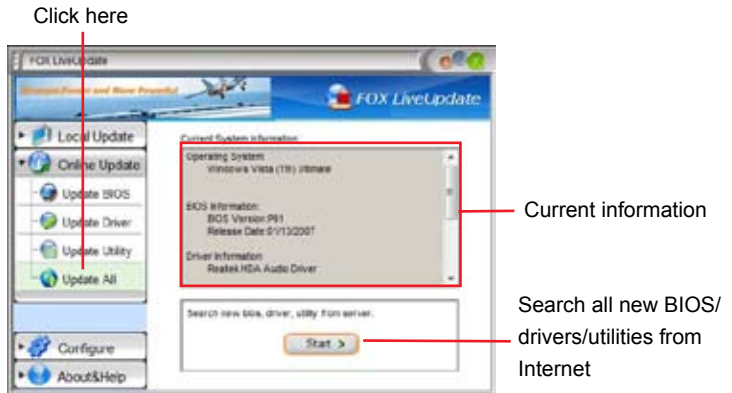 Click here
FOX LiveUpdate
FOX LiveUpdate
Local Update
Current System Information
Operating System
Windows Vista (TM) Ultimate
Online Update
Update BIOS
BIOS Information:
BIOS Version:P81
Release Date:01/13/2007
Current information
Update Driver
Update Utility
Driver Information
Realtek HDA Audio Driver
Update All
Search new bios, driver, utility from server.
Search all new BIOS/
drivers/utilities from
Internet
Start >
Configure
About&Help